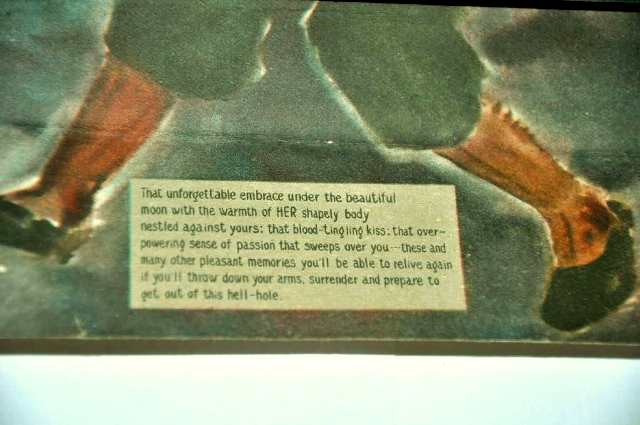 That unforgettable embrace under the beautiful
moon with the warmth of HER shapely body
nestled against yours; that blood-tingling kiss; that over-
powering sense of passion that sweeps over you---these and
many other pleasant memories you'll be able to relive again
if you'll throw down your arms, surrender and prepare to
get out of this hell-hole.